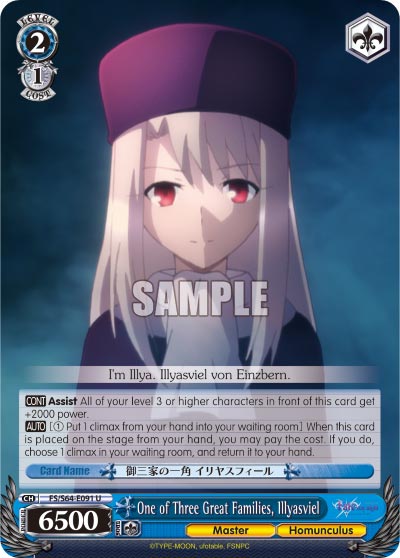 LEVEL
2
1
COST
SAMPLE
I'm Illya. Illyasviel von Einzbern.
CONT Assist All of your level 3 or higher characters in front of this card get
+2000 power.
AUTO [① Put 1 climax from your hand into your waiting room] When this card
is placed on the stage from your hand, you may pay the cost. If you do,
choose 1 climax in your waiting room, and return it to your hand.
Card Name 御三家の一角 イリヤスフィール
CH FS/S64-E091 U
POWER 6500 SOUL One of Three Great Families, Illyasviel
Master Homunculus
©TYPE-MOON, ufotable, FSNPC